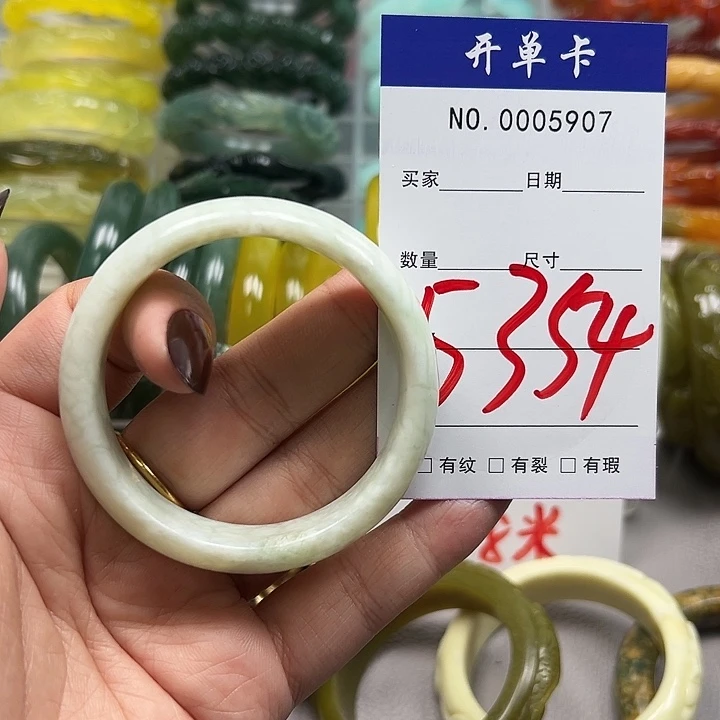 开单卡
NO. 0005907
买家 日期
数量 尺寸
5354
□有纹 □有裂 □有瑕
米